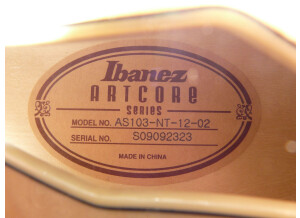 Ibanez
ARTCORE
SERIES
MODEL NO. AS103-NT-12-02
SERIAL NO. S09092323
MADE IN CHINA